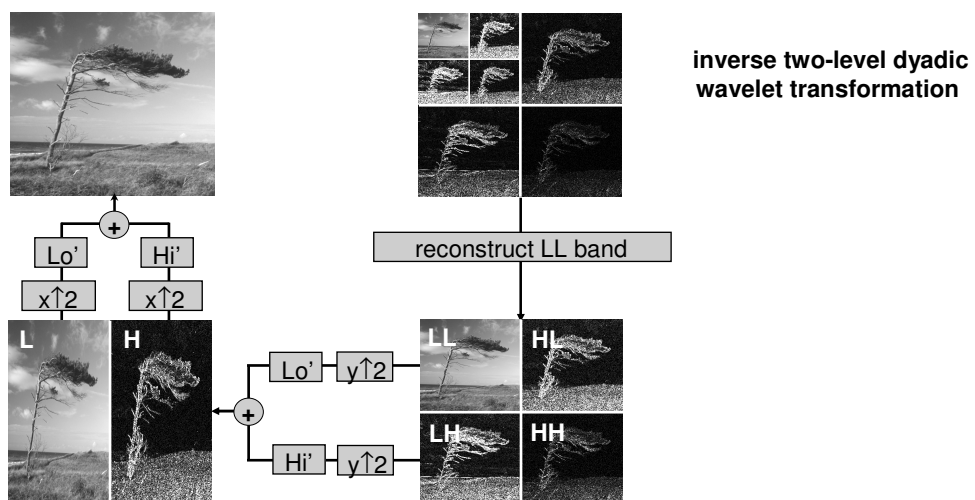 inverse two-level dyadic
wavelet transformation
+
Lo’
Hi’
reconstruct LL band
x↑2
x↑2
L
H
LL
HL
Lo’
y↑2
+
LH
HH
Hi’
y↑2